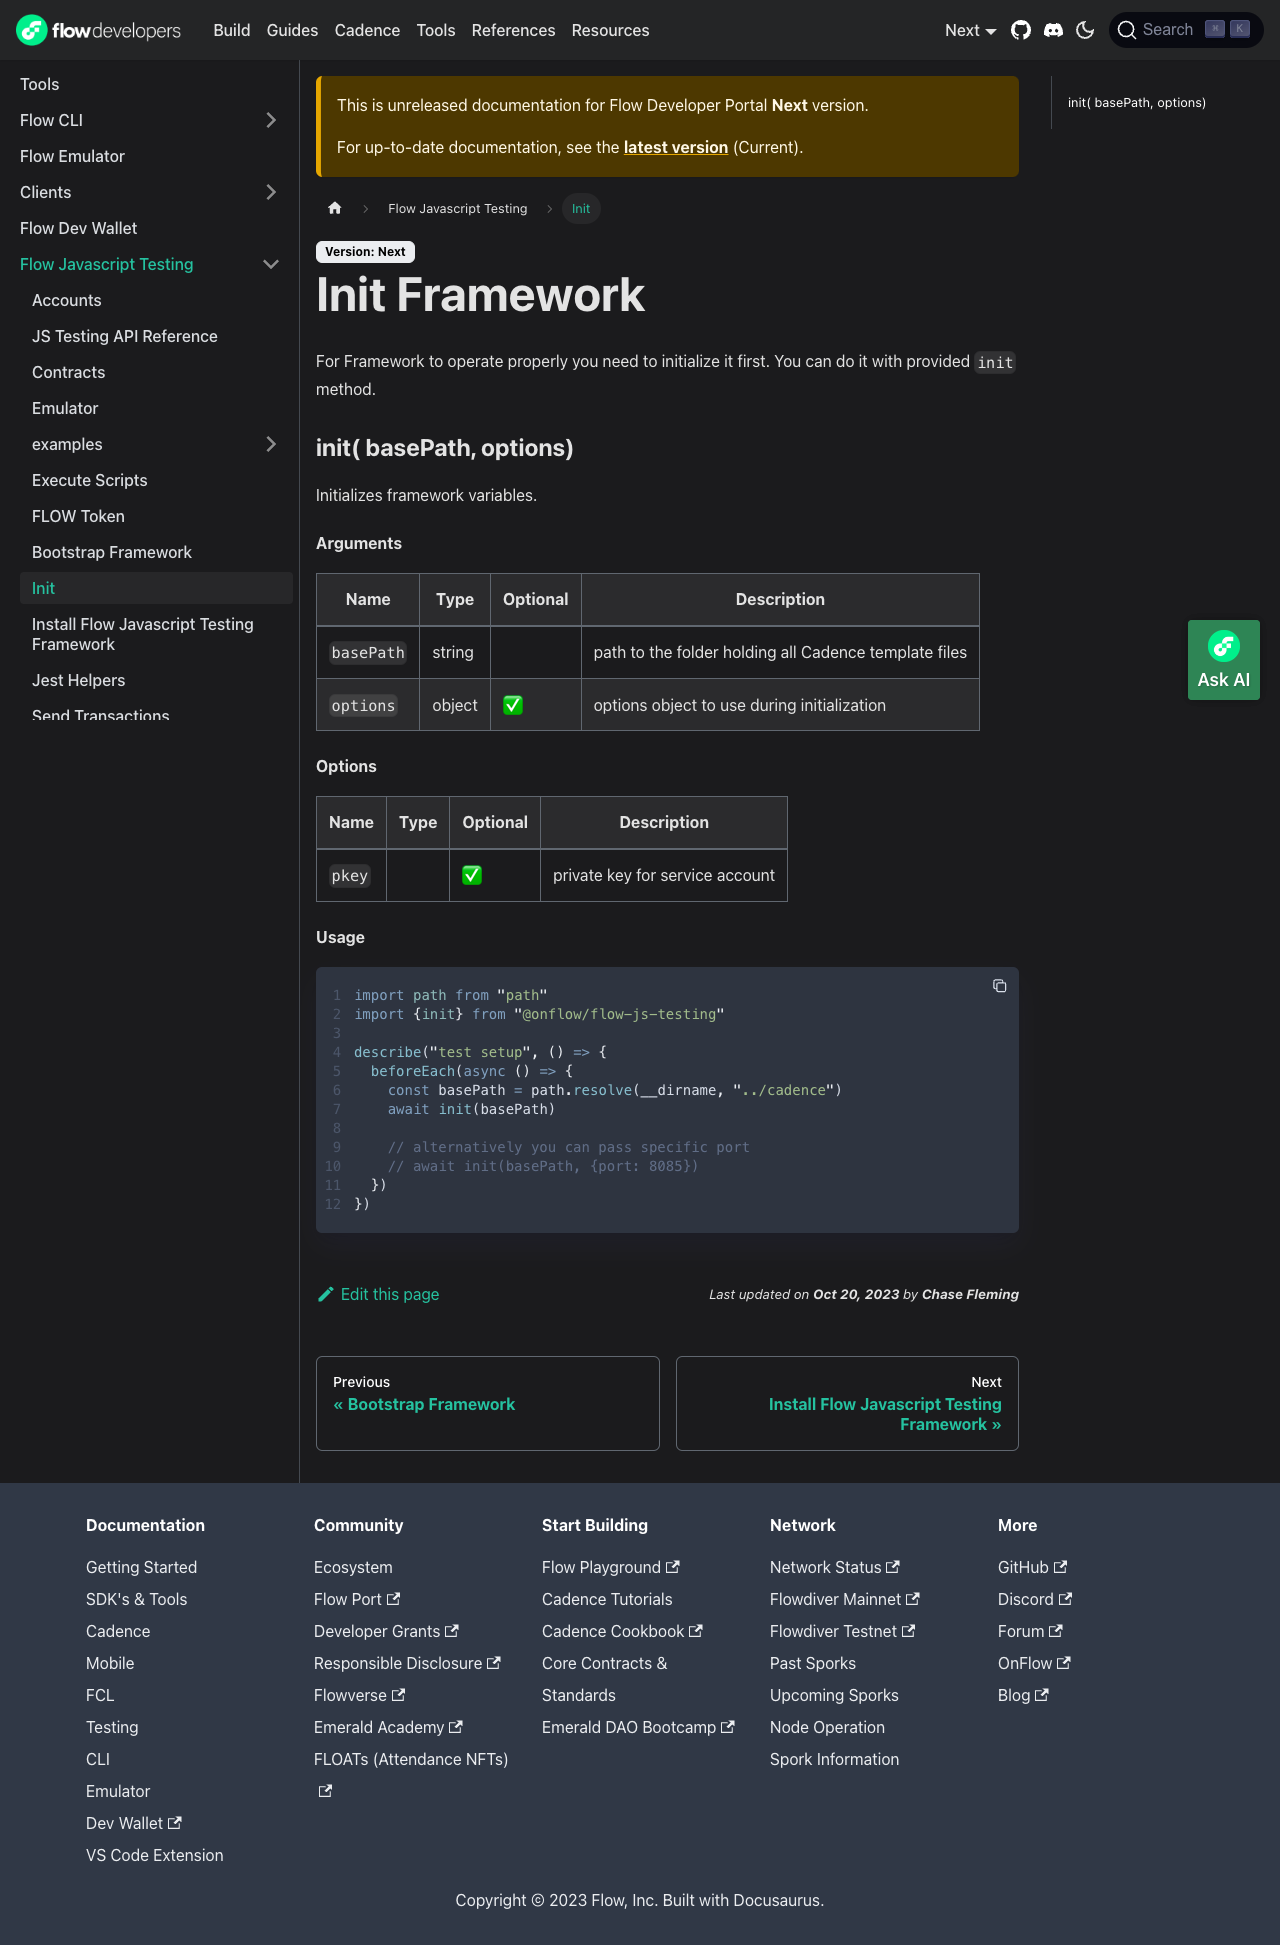 flowdevelopers
Build Guides Cadence Tools References Resources
Next
Search ⌘ K
Tools
Flow CLI
Flow Emulator
Clients
Flow Dev Wallet
Flow Javascript Testing
Accounts
JS Testing API Reference
Contracts
Emulator
examples
Execute Scripts
FLOW Token
Bootstrap Framework
Init
Install Flow Javascript Testing
Framework
Jest Helpers
Send Transactions
This is unreleased documentation for Flow Developer Portal Next version.
For up-to-date documentation, see the latest version (Current).
Flow Javascript Testing
Init
Version: Next
Init Framework
For Framework to operate properly you need to initialize it first. You can do it with provided init
method.
init( basePath, options)
Initializes framework variables.
Arguments
Name Type Optional Description
basePath string path to the folder holding all Cadence template files
options object ✅ options object to use during initialization
Options
Name Type Optional Description
pkey ✅ private key for service account
Usage
1 import path from "path"
2 import {init} from "@onflow/flow-js-testing"
3
4 describe("test setup", () => {
5   beforeEach(async () => {
6     const basePath = path.resolve(__dirname, "../cadence")
7     await init(basePath)
8
9     // alternatively you can pass specific port
10     // await init(basePath, {port: 8085})
11   })
12 })
Edit this page
Last updated on Oct 20, 2023 by Chase Fleming
Previous
« Bootstrap Framework
Next
Install Flow Javascript Testing
Framework »
init( basePath, options)
Ask AI
Documentation
Getting Started
SDK's & Tools
Cadence
Mobile
FCL
Testing
CLI
Emulator
Dev Wallet
VS Code Extension
Community
Ecosystem
Flow Port
Developer Grants
Responsible Disclosure
Flowverse
Emerald Academy
FLOATs (Attendance NFTs)
Start Building
Flow Playground
Cadence Tutorials
Cadence Cookbook
Core Contracts &
Standards
Emerald DAO Bootcamp
Network
Network Status
Flowdiver Mainnet
Flowdiver Testnet
Past Sporks
Upcoming Sporks
Node Operation
Spork Information
More
GitHub
Discord
Forum
OnFlow
Blog
Copyright © 2023 Flow, Inc. Built with Docusaurus.